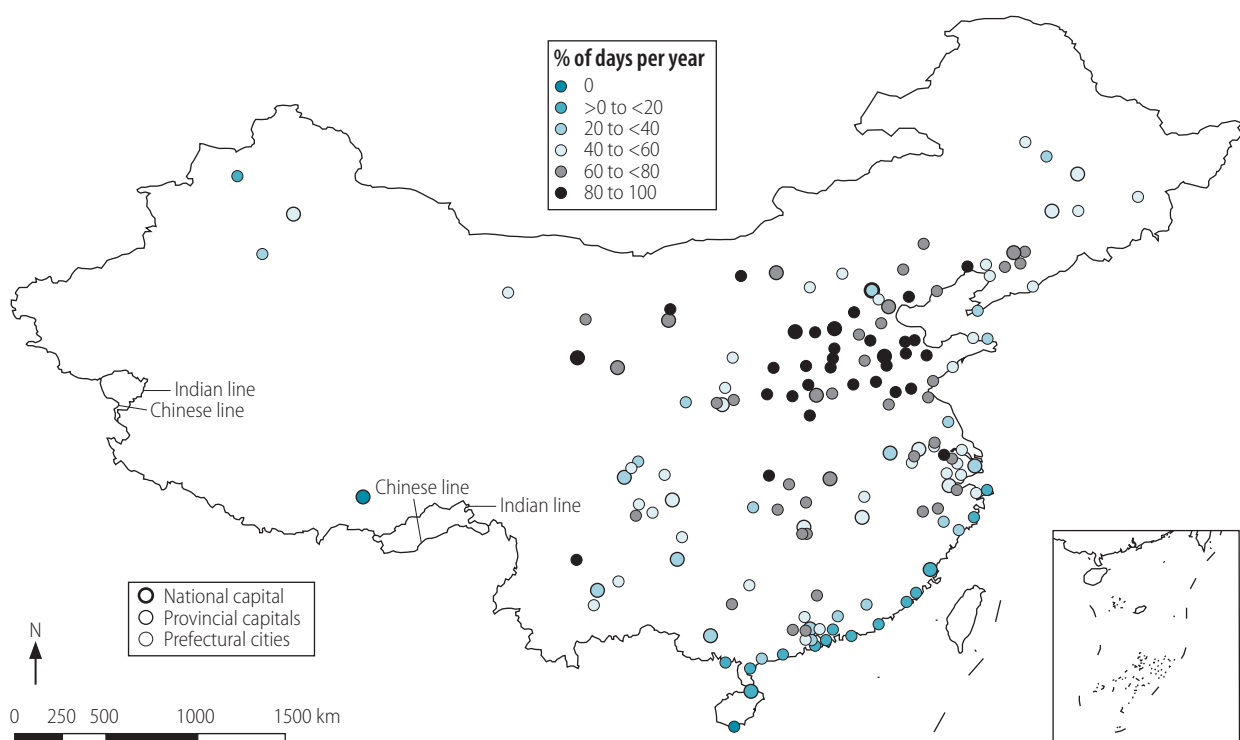 % of days per year
0
>0 to <20
20 to <40
40 to <60
60 to <80
80 to 100
Indian line
Chinese line
Chinese line
Indian line
National capital
Provincial capitals
Prefectural cities
N
0 250 500 1000 1500 km